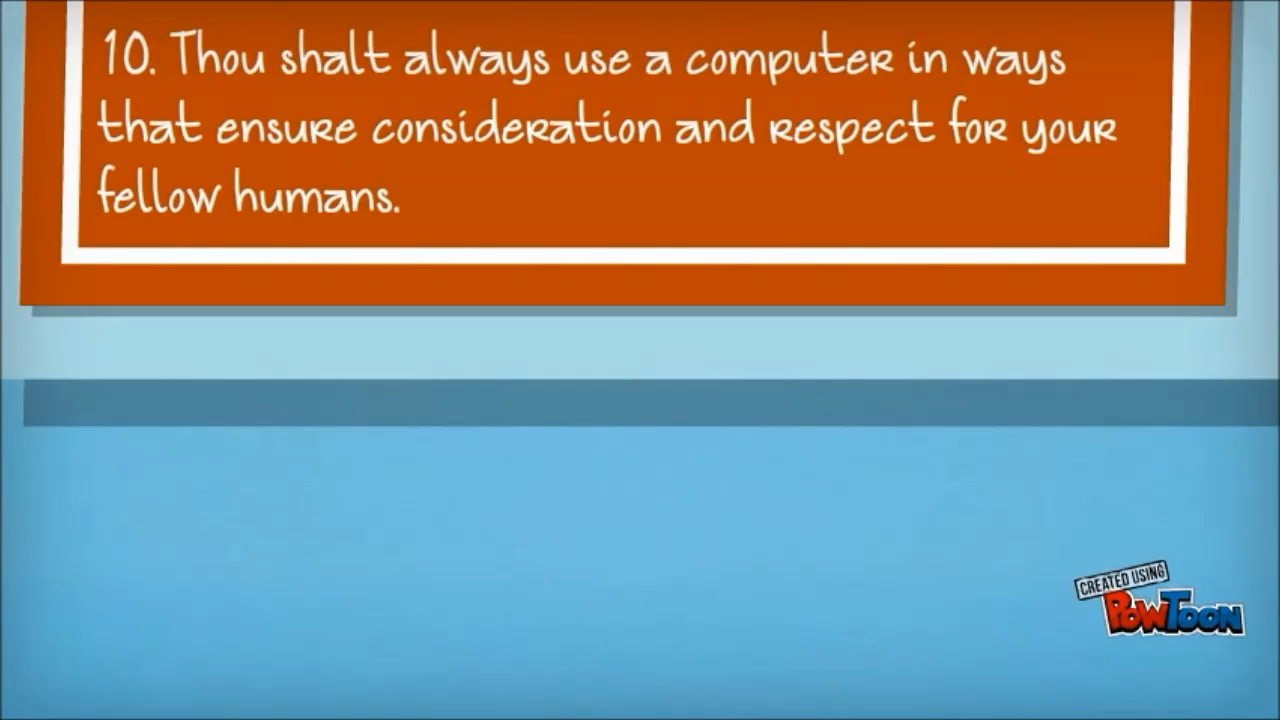 10. Thou shalt always use a computer in ways
that ensure consideration and respect for your
fellow humans.
CREATED USING
POWTOON